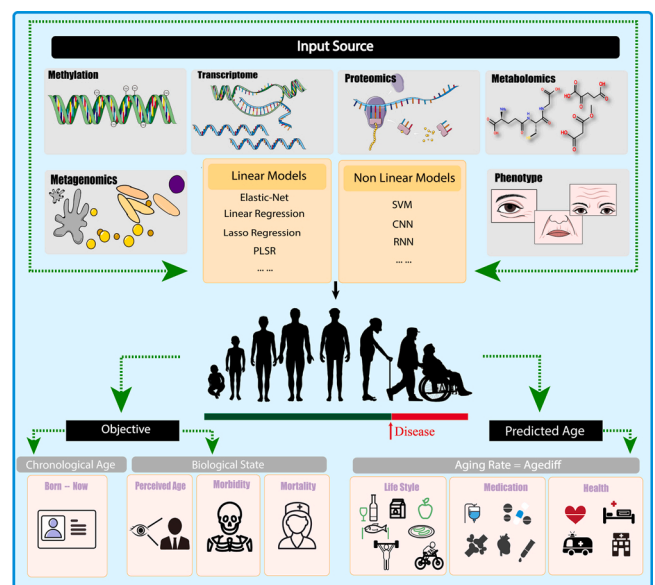 Input Source
Methylation
Transcriptome
Proteomics
Metabolomics
Metagenomics
Linear Models
Elastic-Net
Linear Regression
Lasso Regression
PLSR
... ...
Non Linear Models
SVM
CNN
RNN
... ...
Phenotype
Disease
Objective
Predicted Age
Chronological Age
Biological State
Aging Rate = Agediff
Born – Now
Perceived Age
Morbidity
Mortality
Life Style
Medication
Health